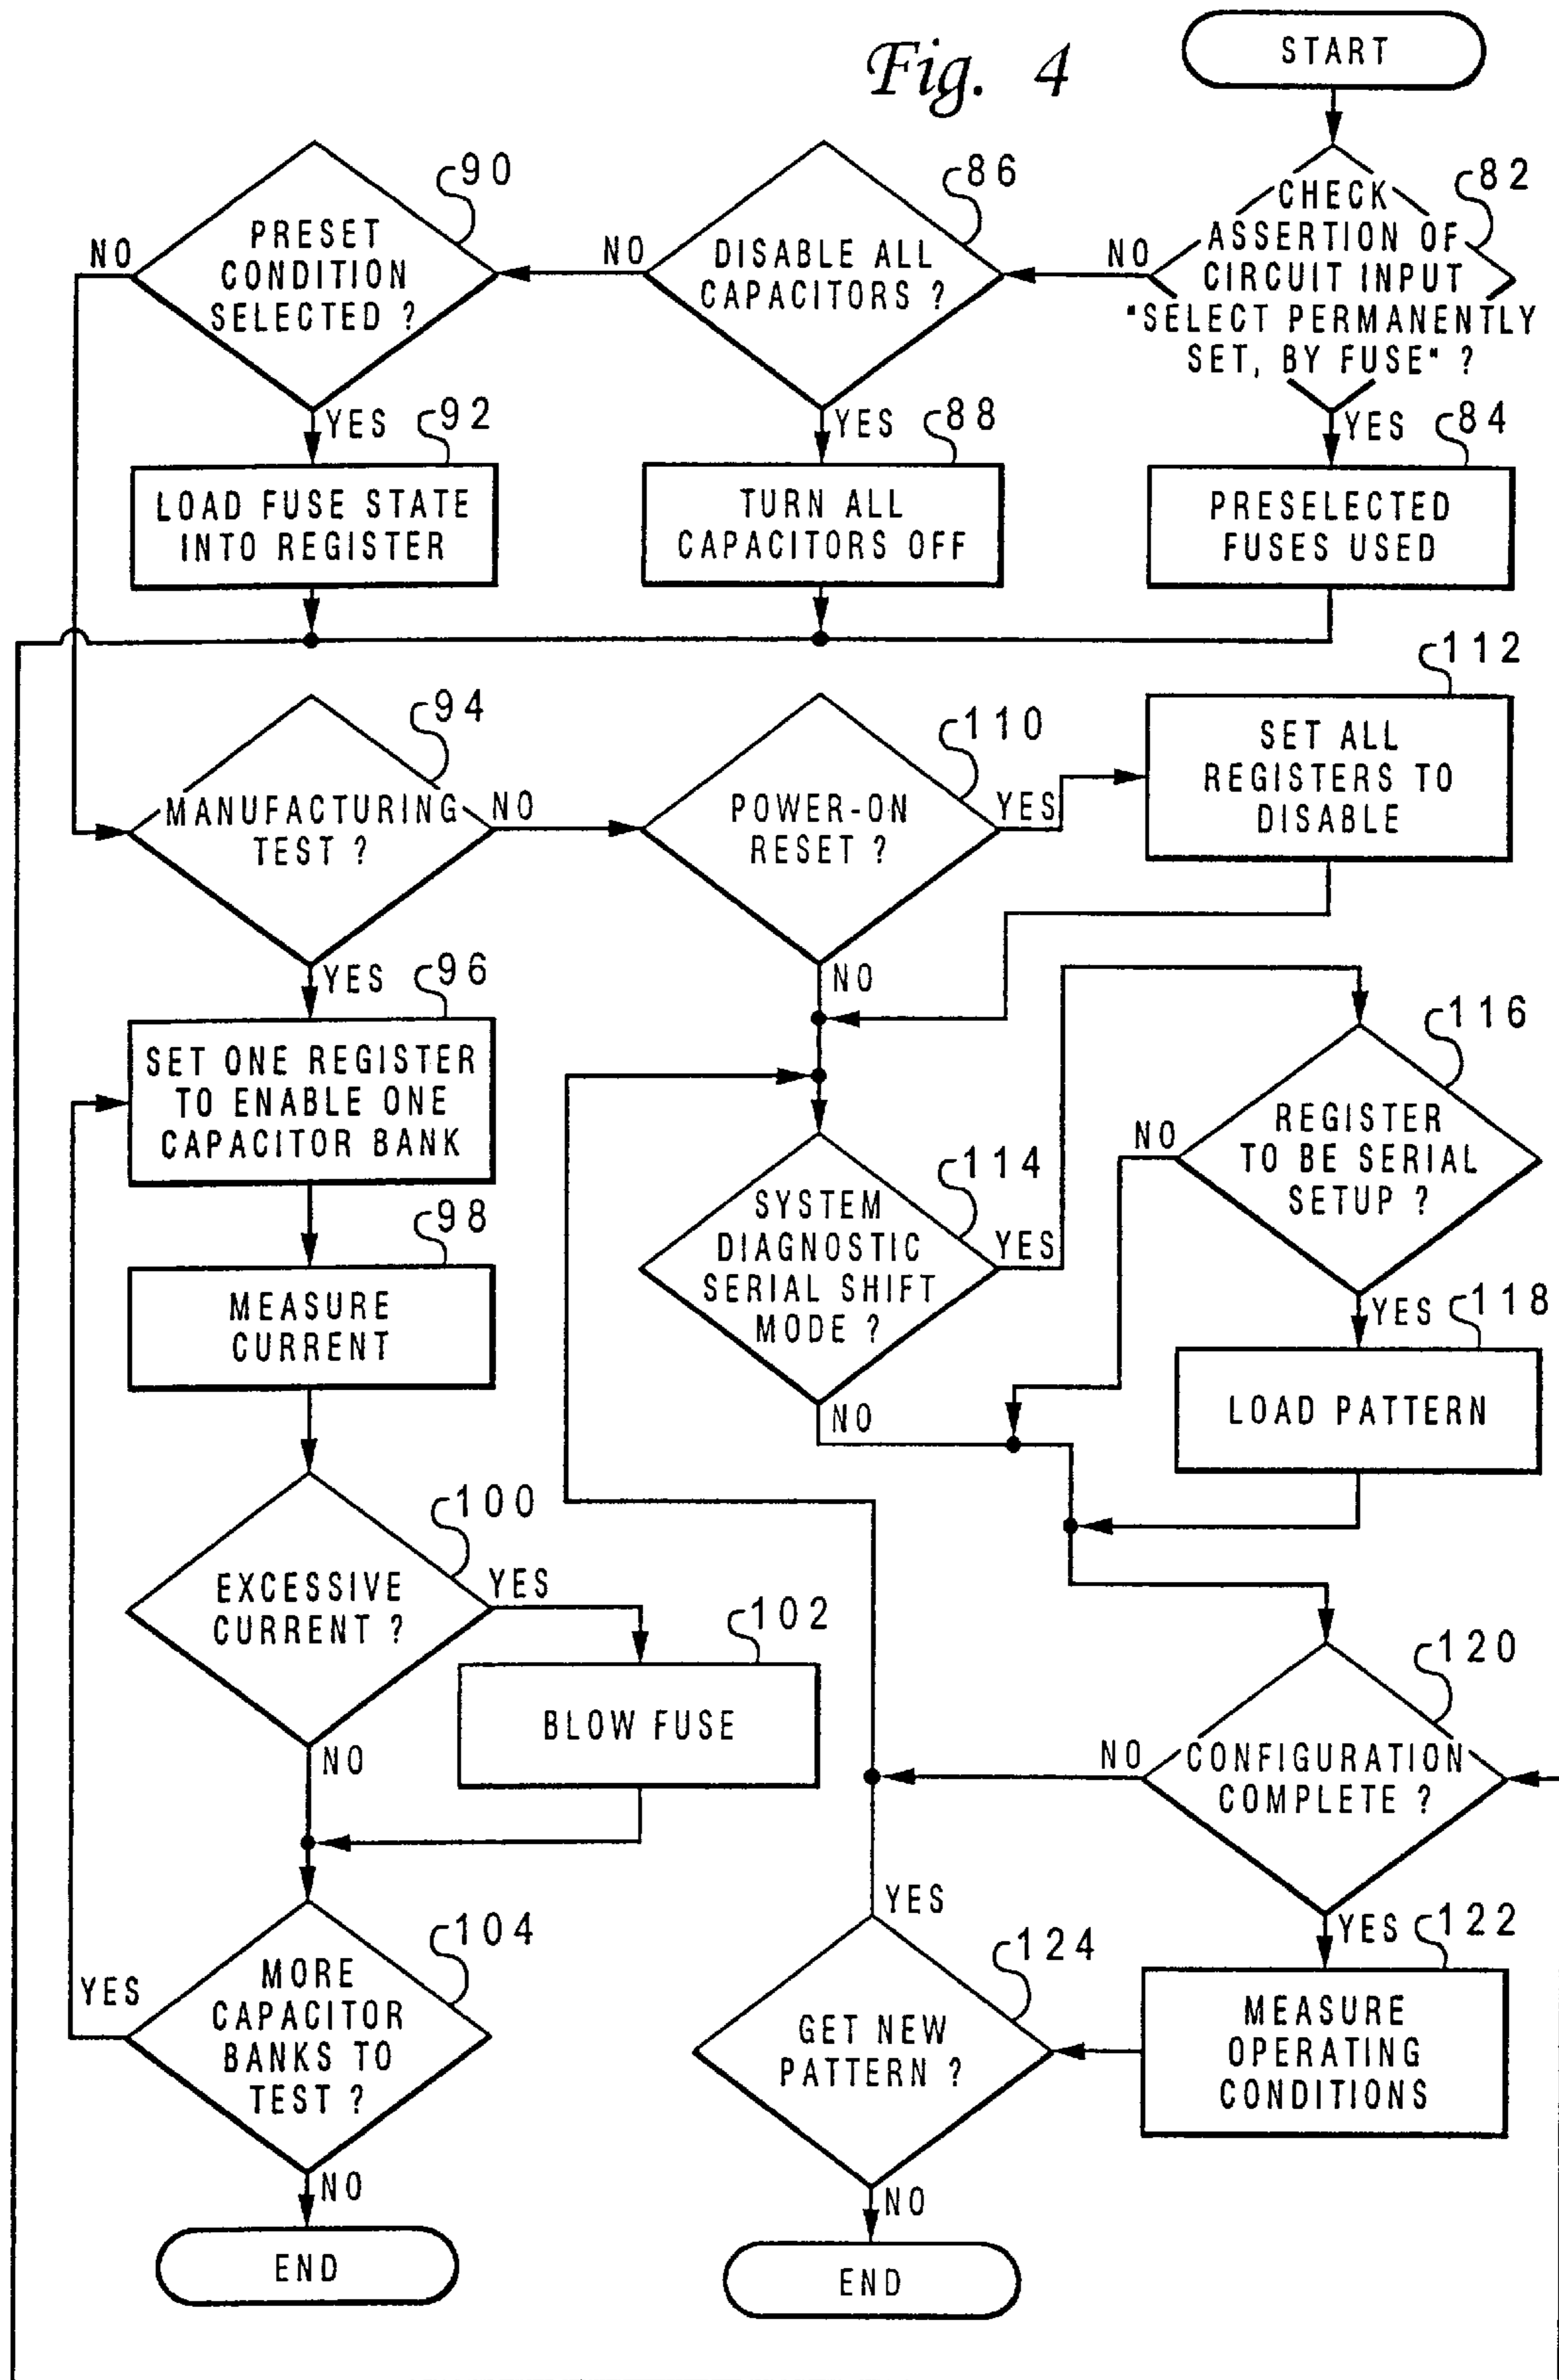 Fig. 4
START
90
86
82
NO
PRESET
CONDITION
SELECTED ?
NO
DISABLE ALL
CAPACITORS ?
NO
CHECK
ASSERTION OF
CIRCUIT INPUT
"SELECT PERMANENTLY
SET, BY FUSE" ?
YES
92
YES
88
YES
84
LOAD FUSE STATE
INTO REGISTER
TURN ALL
CAPACITORS OFF
PRESELECTED
FUSES USED
94
110
112
MANUFACTURING
TEST ?
NO
POWER-ON
RESET ?
YES
SET ALL
REGISTERS TO
DISABLE
YES
96
NO
116
SET ONE REGISTER
TO ENABLE ONE
CAPACITOR BANK
NO
REGISTER
TO BE SERIAL
SETUP ?
114
SYSTEM
DIAGNOSTIC
SERIAL SHIFT
MODE ?
YES
98
MEASURE
CURRENT
YES
118
NO
LOAD PATTERN
100
EXCESSIVE
CURRENT ?
YES
102
BLOW FUSE
NO
120
NO
CONFIGURATION
COMPLETE ?
YES
104
YES
122
YES
MORE
CAPACITOR
BANKS TO
TEST ?
124
GET NEW
PATTERN ?
MEASURE
OPERATING
CONDITIONS
NO
NO
END
END